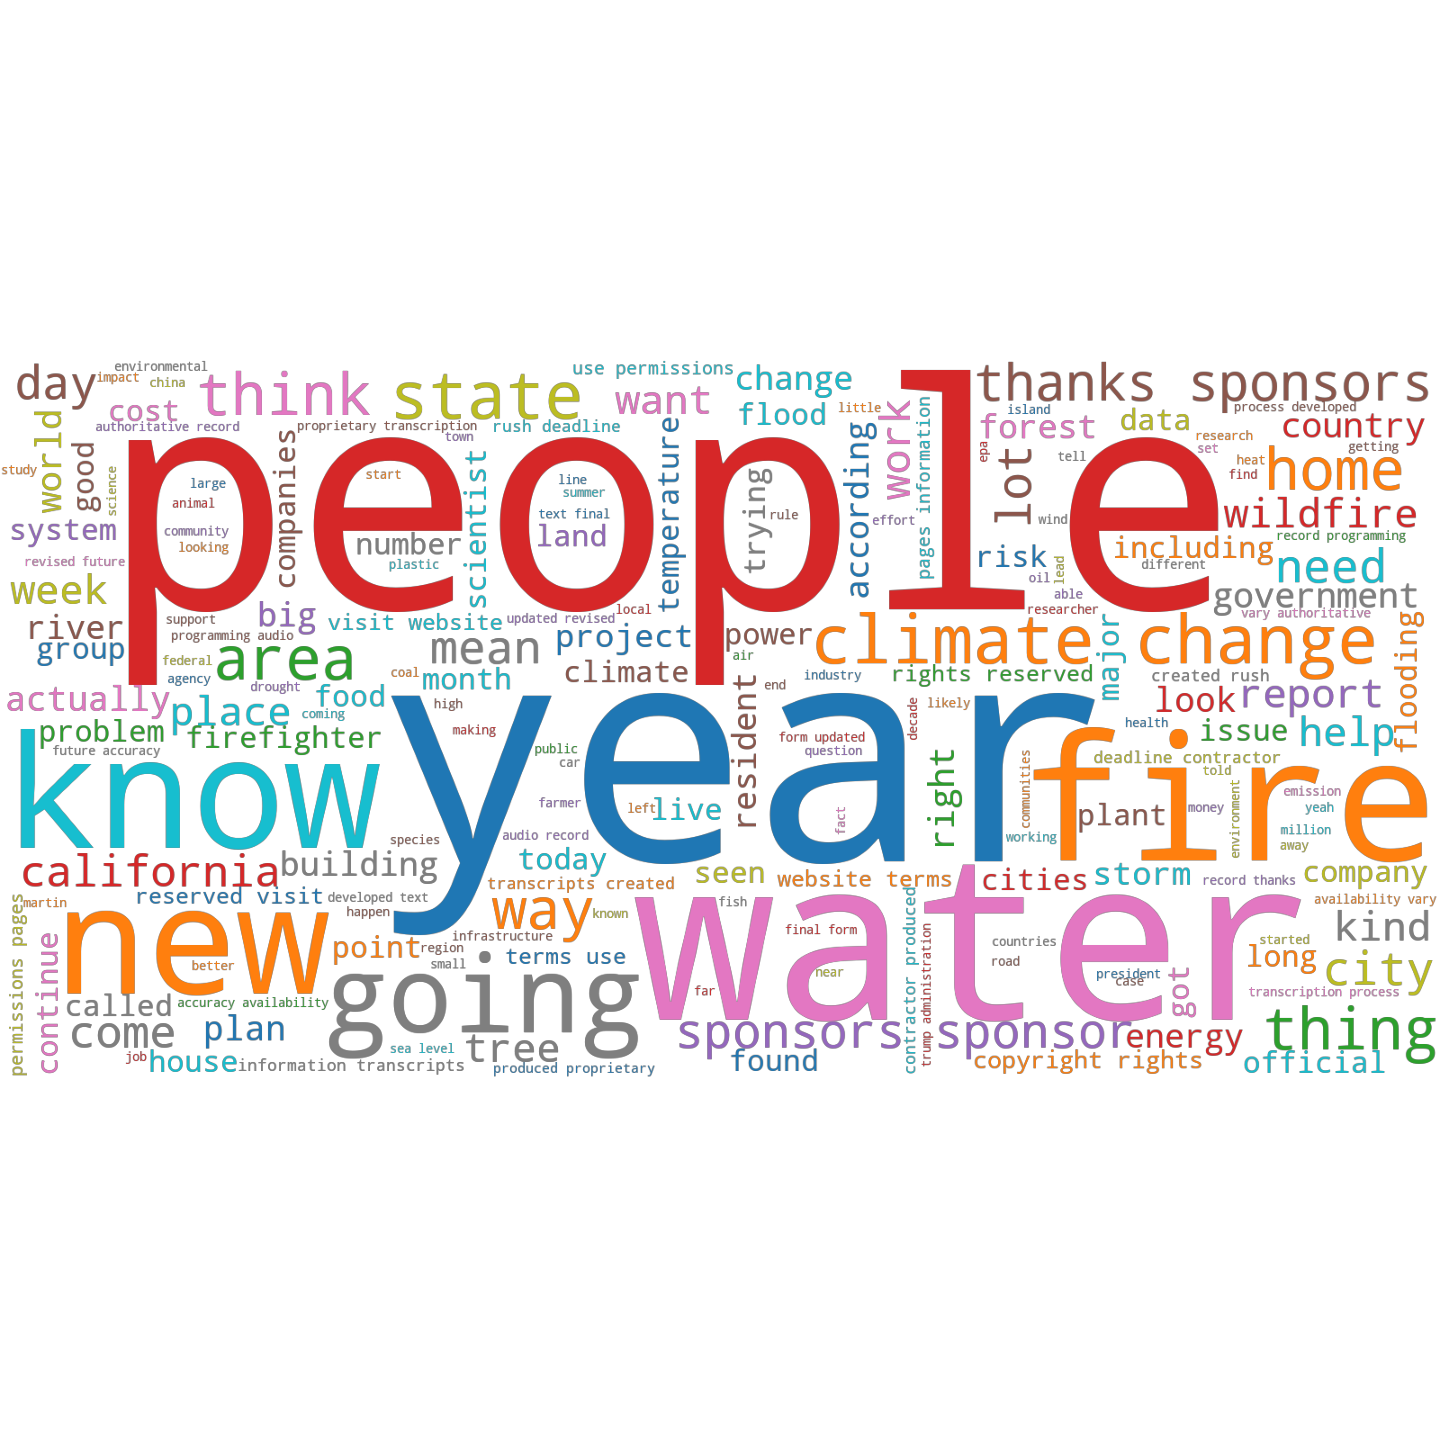 people
year
water
fire
know
new
going
climate change
state
think
thanks sponsors
sponsors sponsor
area
home
way
thing
lot
day
want
change
flood
work
forest
data
country
wildfire
including
need
government
risk
world
good
cost
environmental
impact
china
authoritative record
study
science
system
revised future
week
river
group
actually
problem
future accuracy
companies
number
scientist
temperature
trying
according
pages information
use permissions
proprietary transcription
rush deadline
town
large
animal
community
looking
start
plastic
line
summer
text final
land
rule
effort
little
epa
island
tell
wind
oil
lead
able
researcher
process developed
research
set
heat
find
getting
record programming
different
vary authoritative
support
programming audio
federal
agency
big
visit website
updated revised
local
project
power
air
mean
month
climate
drought
coal
coming
food
place
firefighter
high
making
public
car
farmer
left
live
resident
end
industry
rights reserved
form updated
question
decade
likely
major
look
report
created rush
health
issue
help
flooding
deadline contractor
told
emission
yeah
money
million
away
environment
communities
working
plant
right
fact
species
audio record
today
california
building
reserved visit
developed text
happen
martin
transcripts created
known
seen
website terms
cities
storm
record thanks
company
availability vary
fish
final form
infrastructure
region
small
point
terms use
better
accuracy availability
called
come
continue
permissions pages
plan
job
house
information transcripts
sea level
tree
produced proprietary
far
near
found
contractor produced
trump administration
countries
road
president
case
got
long
started
kind
city
transcription process
energy
copyright rights
official